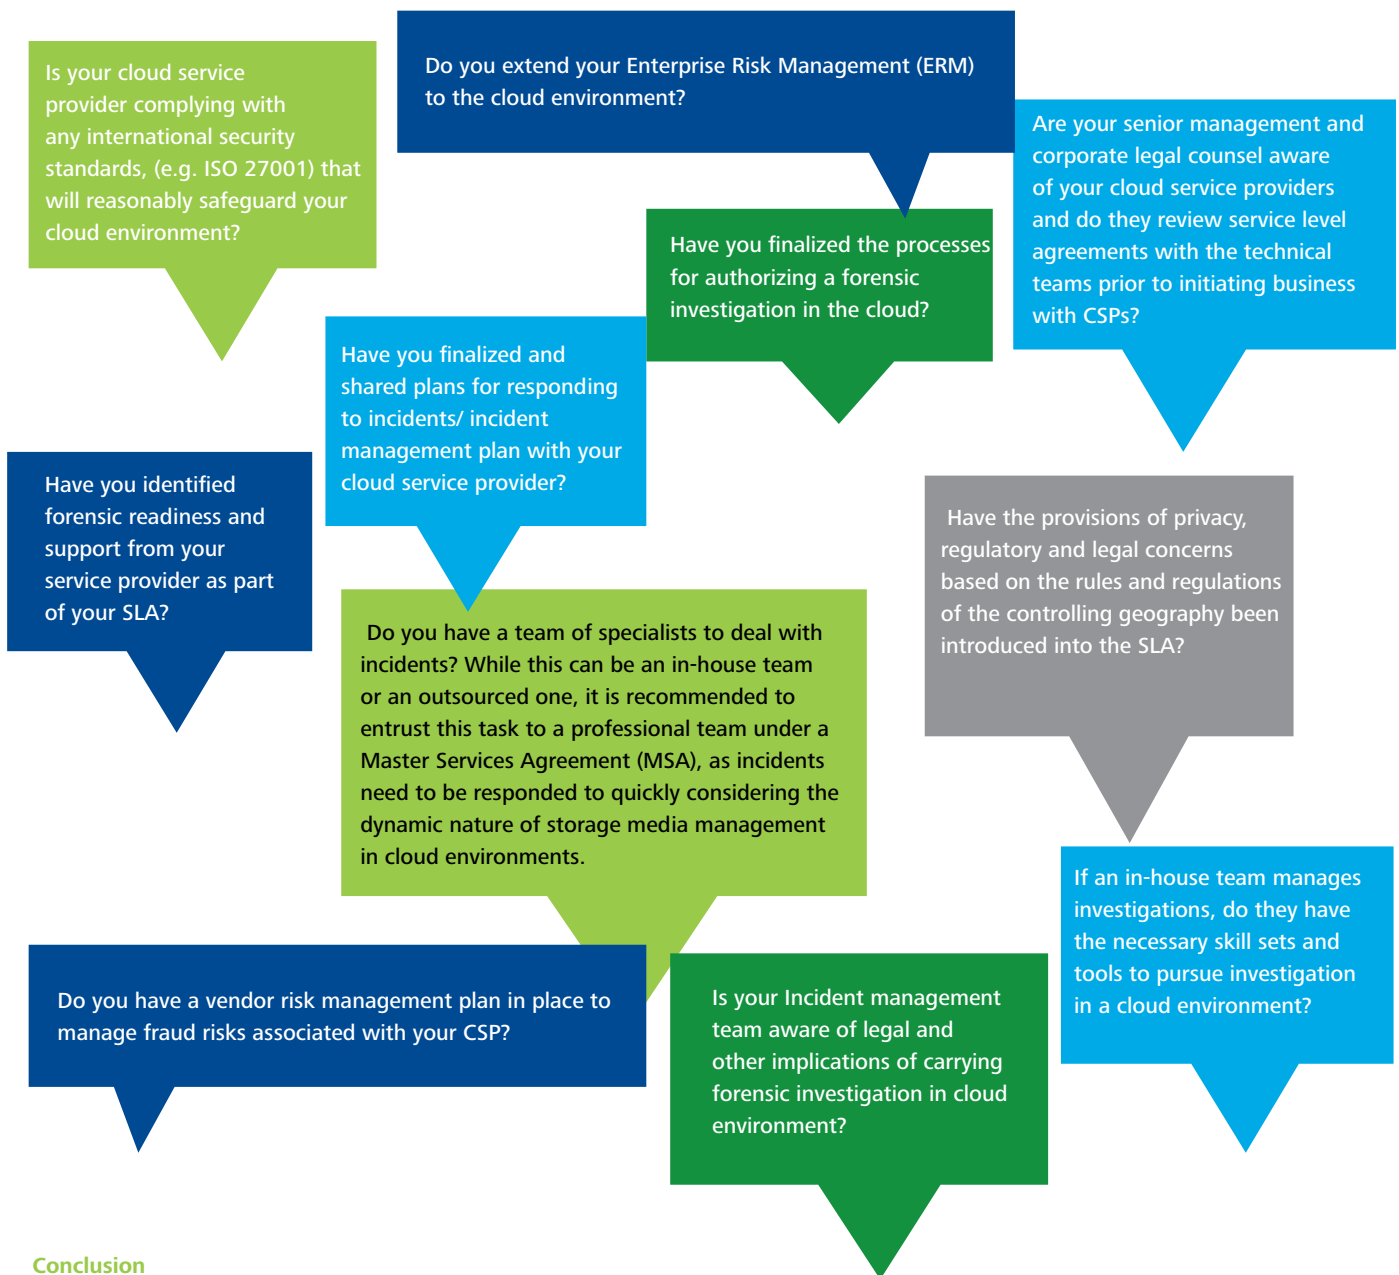 Is your cloud service
provider complying with
any international security
standards, (e.g. ISO 27001) that
will reasonably safeguard your
cloud environment?
Do you extend your Enterprise Risk Management (ERM)
to the cloud environment?
Are your senior management and
corporate legal counsel aware
of your cloud service providers
and do they review service level
agreements with the technical
teams prior to initiating business
with CSPs?
Have you finalized the processes
for authorizing a forensic
investigation in the cloud?
Have you finalized and
shared plans for responding
to incidents/ incident
management plan with your
cloud service provider?
Have you identified
forensic readiness and
support from your
service provider as part
of your SLA?
Have the provisions of privacy,
regulatory and legal concerns
based on the rules and regulations
of the controlling geography been
introduced into the SLA?
Do you have a team of specialists to deal with
incidents? While this can be an in-house team
or an outsourced one, it is recommended to
entrust this task to a professional team under a
Master Services Agreement (MSA), as incidents
need to be responded to quickly considering the
dynamic nature of storage media management
in cloud environments.
If an in-house team manages
investigations, do they have
the necessary skill sets and
tools to pursue investigation
in a cloud environment?
Do you have a vendor risk management plan in place to
manage fraud risks associated with your CSP?
Is your Incident management
team aware of legal and
other implications of carrying
forensic investigation in cloud
environment?
Conclusion